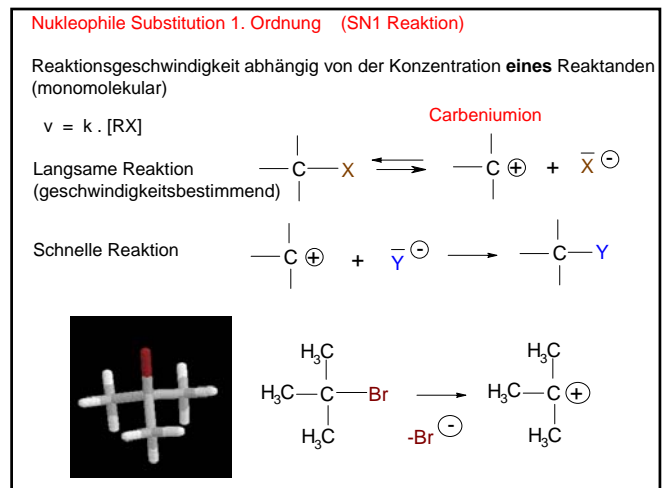 Nukleophile Substitution 1. Ordnung (SN1 Reaktion)
Reaktionsgeschwindigkeit abhängig von der Konzentration eines Reaktanden
(monomolekular)
v = k . [RX]
Carbeniumion
Langsame Reaktion
(geschwindigkeitsbestimmend)
C X C + + X -
Schnelle Reaktion
C + + Y - C Y
H3C
H3C C Br
H3C
-Br -
H3C
H3C C +
H3C